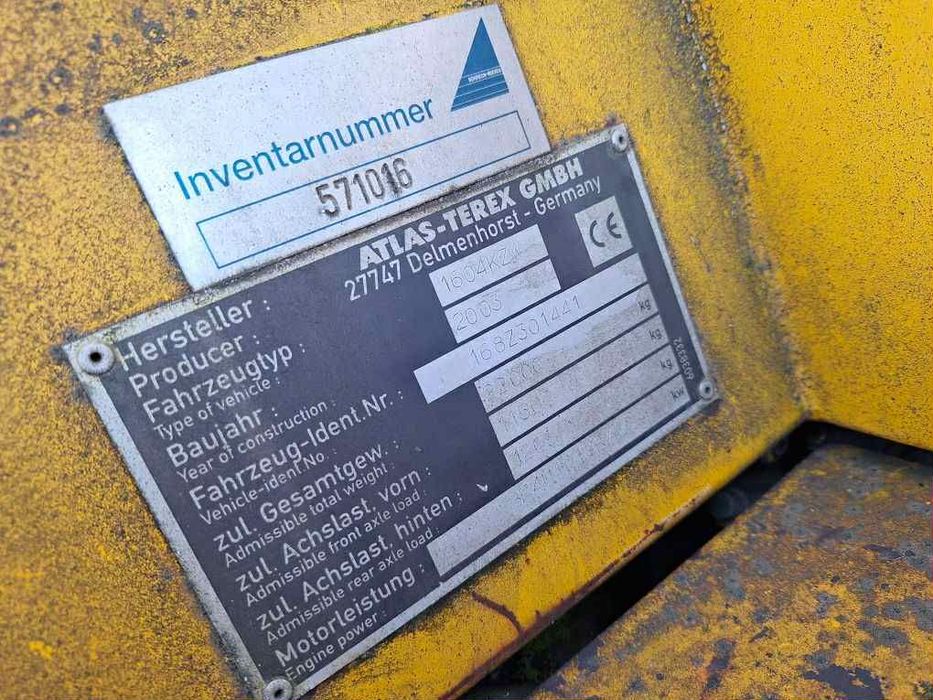 Inventarnummer
571016
Hersteller :
Producer :
ATLAS-TEREX GMBH
27747 Delmenhorst - Germany
CE
Fahrzeugtyp :
Type of vehicle :
1604KZW
Baujahr :
Year of construction :
2003
Fahrzeug-Ident.Nr. :
Vehicle-ident.No. :
168Z301441
zul. Gesamtgew. :
Admissible total weight :
kg
zul. Achslast. vorn :
Admissible front axle load :
kg
zul. Achslast. hinten :
Admissible rear axle load :
kg
Motorleistung :
Engine power :
kw
6039332